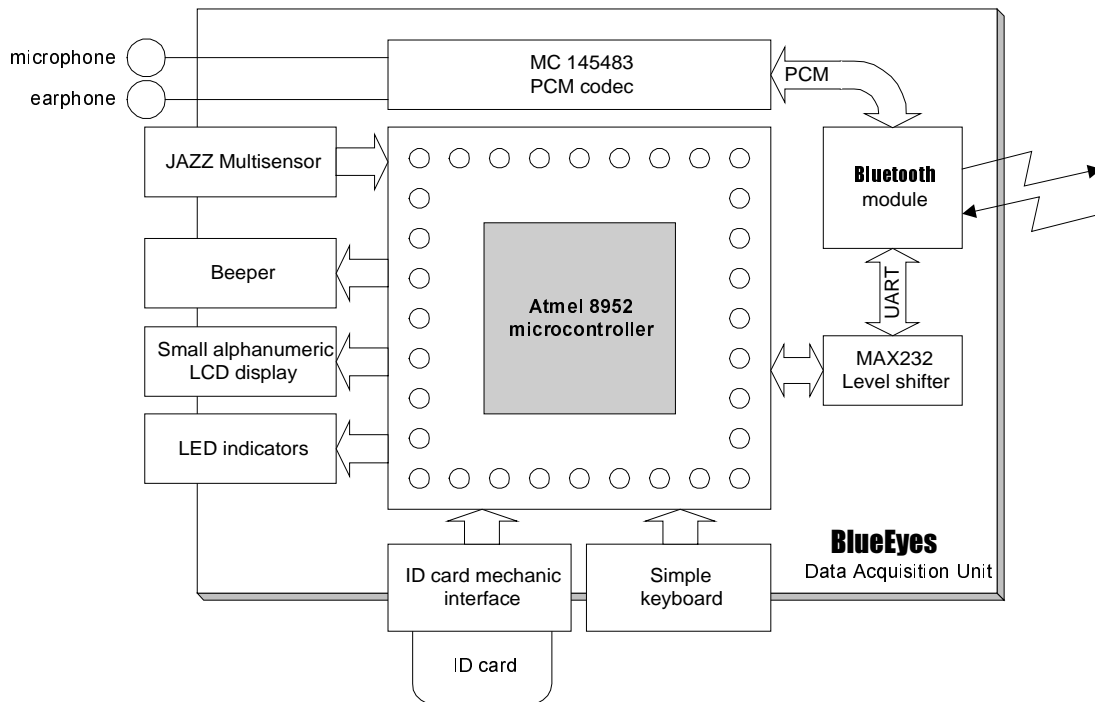 microphone
earphone
MC 145483
PCM codec
PCM
JAZZ Multisensor
Bluetooth
module
Beeper
Atmel 8952
microcontroller
UART
Small alphanumeric
LCD display
MAX232
Level shifter
LED indicators
BlueEyes
Data Acquisition Unit
ID card mechanic
interface
Simple
keyboard
ID card